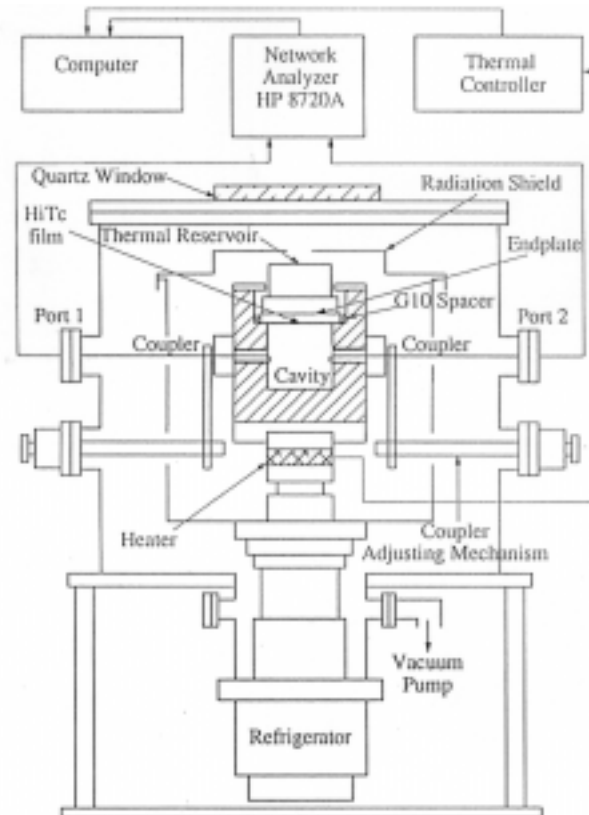 Computer
Network
Analyzer
HP 8720A
Thermal
Controller
Quartz Window
Radiation Shield
HiTc
film
Thermal Reservoir
Endplate
G10 Spacer
Port 1
Port 2
Coupler
Coupler
Cavity
Heater
Coupler
Adjusting Mechanism
Vacuum
Pump
Refrigerator